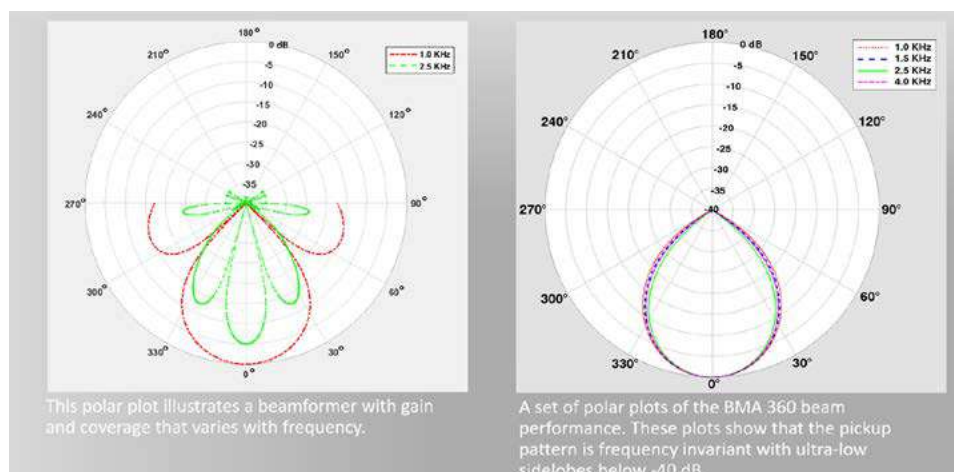 180°
0 dB
210°
150°
1.0 KHz
2.5 KHz
-5
-10
240°
-15
120°
-20
-25
-30
-35
270°
90°
300°
60°
330°
30°
0°
This polar plot illustrates a beamformer with gain
and coverage that varies with frequency.
180°
0 dB
210°
150°
1.0 KHz
1.5 KHz
2.5 KHz
4.0 KHz
-5
-10
240°
-15
120°
-20
-25
-30
-35
270°
-40
90°
300°
60°
330°
30°
0°
A set of polar plots of the BMA 360 beam
performance. These plots show that the pickup
pattern is frequency invariant with ultra-low
sidelobes below -40 dB